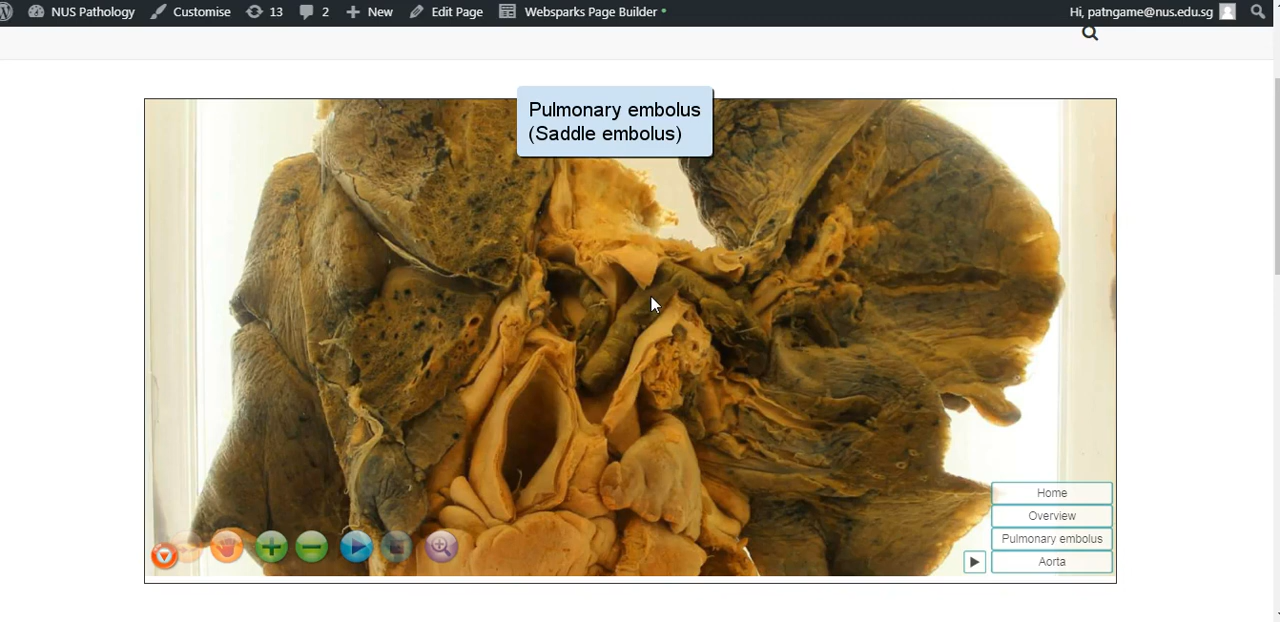 NUS Pathology Customise 13 2 New Edit Page Websparks Page Builder Hi, patngame@nus.edu.sg
Pulmonary embolus
(Saddle embolus)
Home
Overview
Pulmonary embolus
Aorta